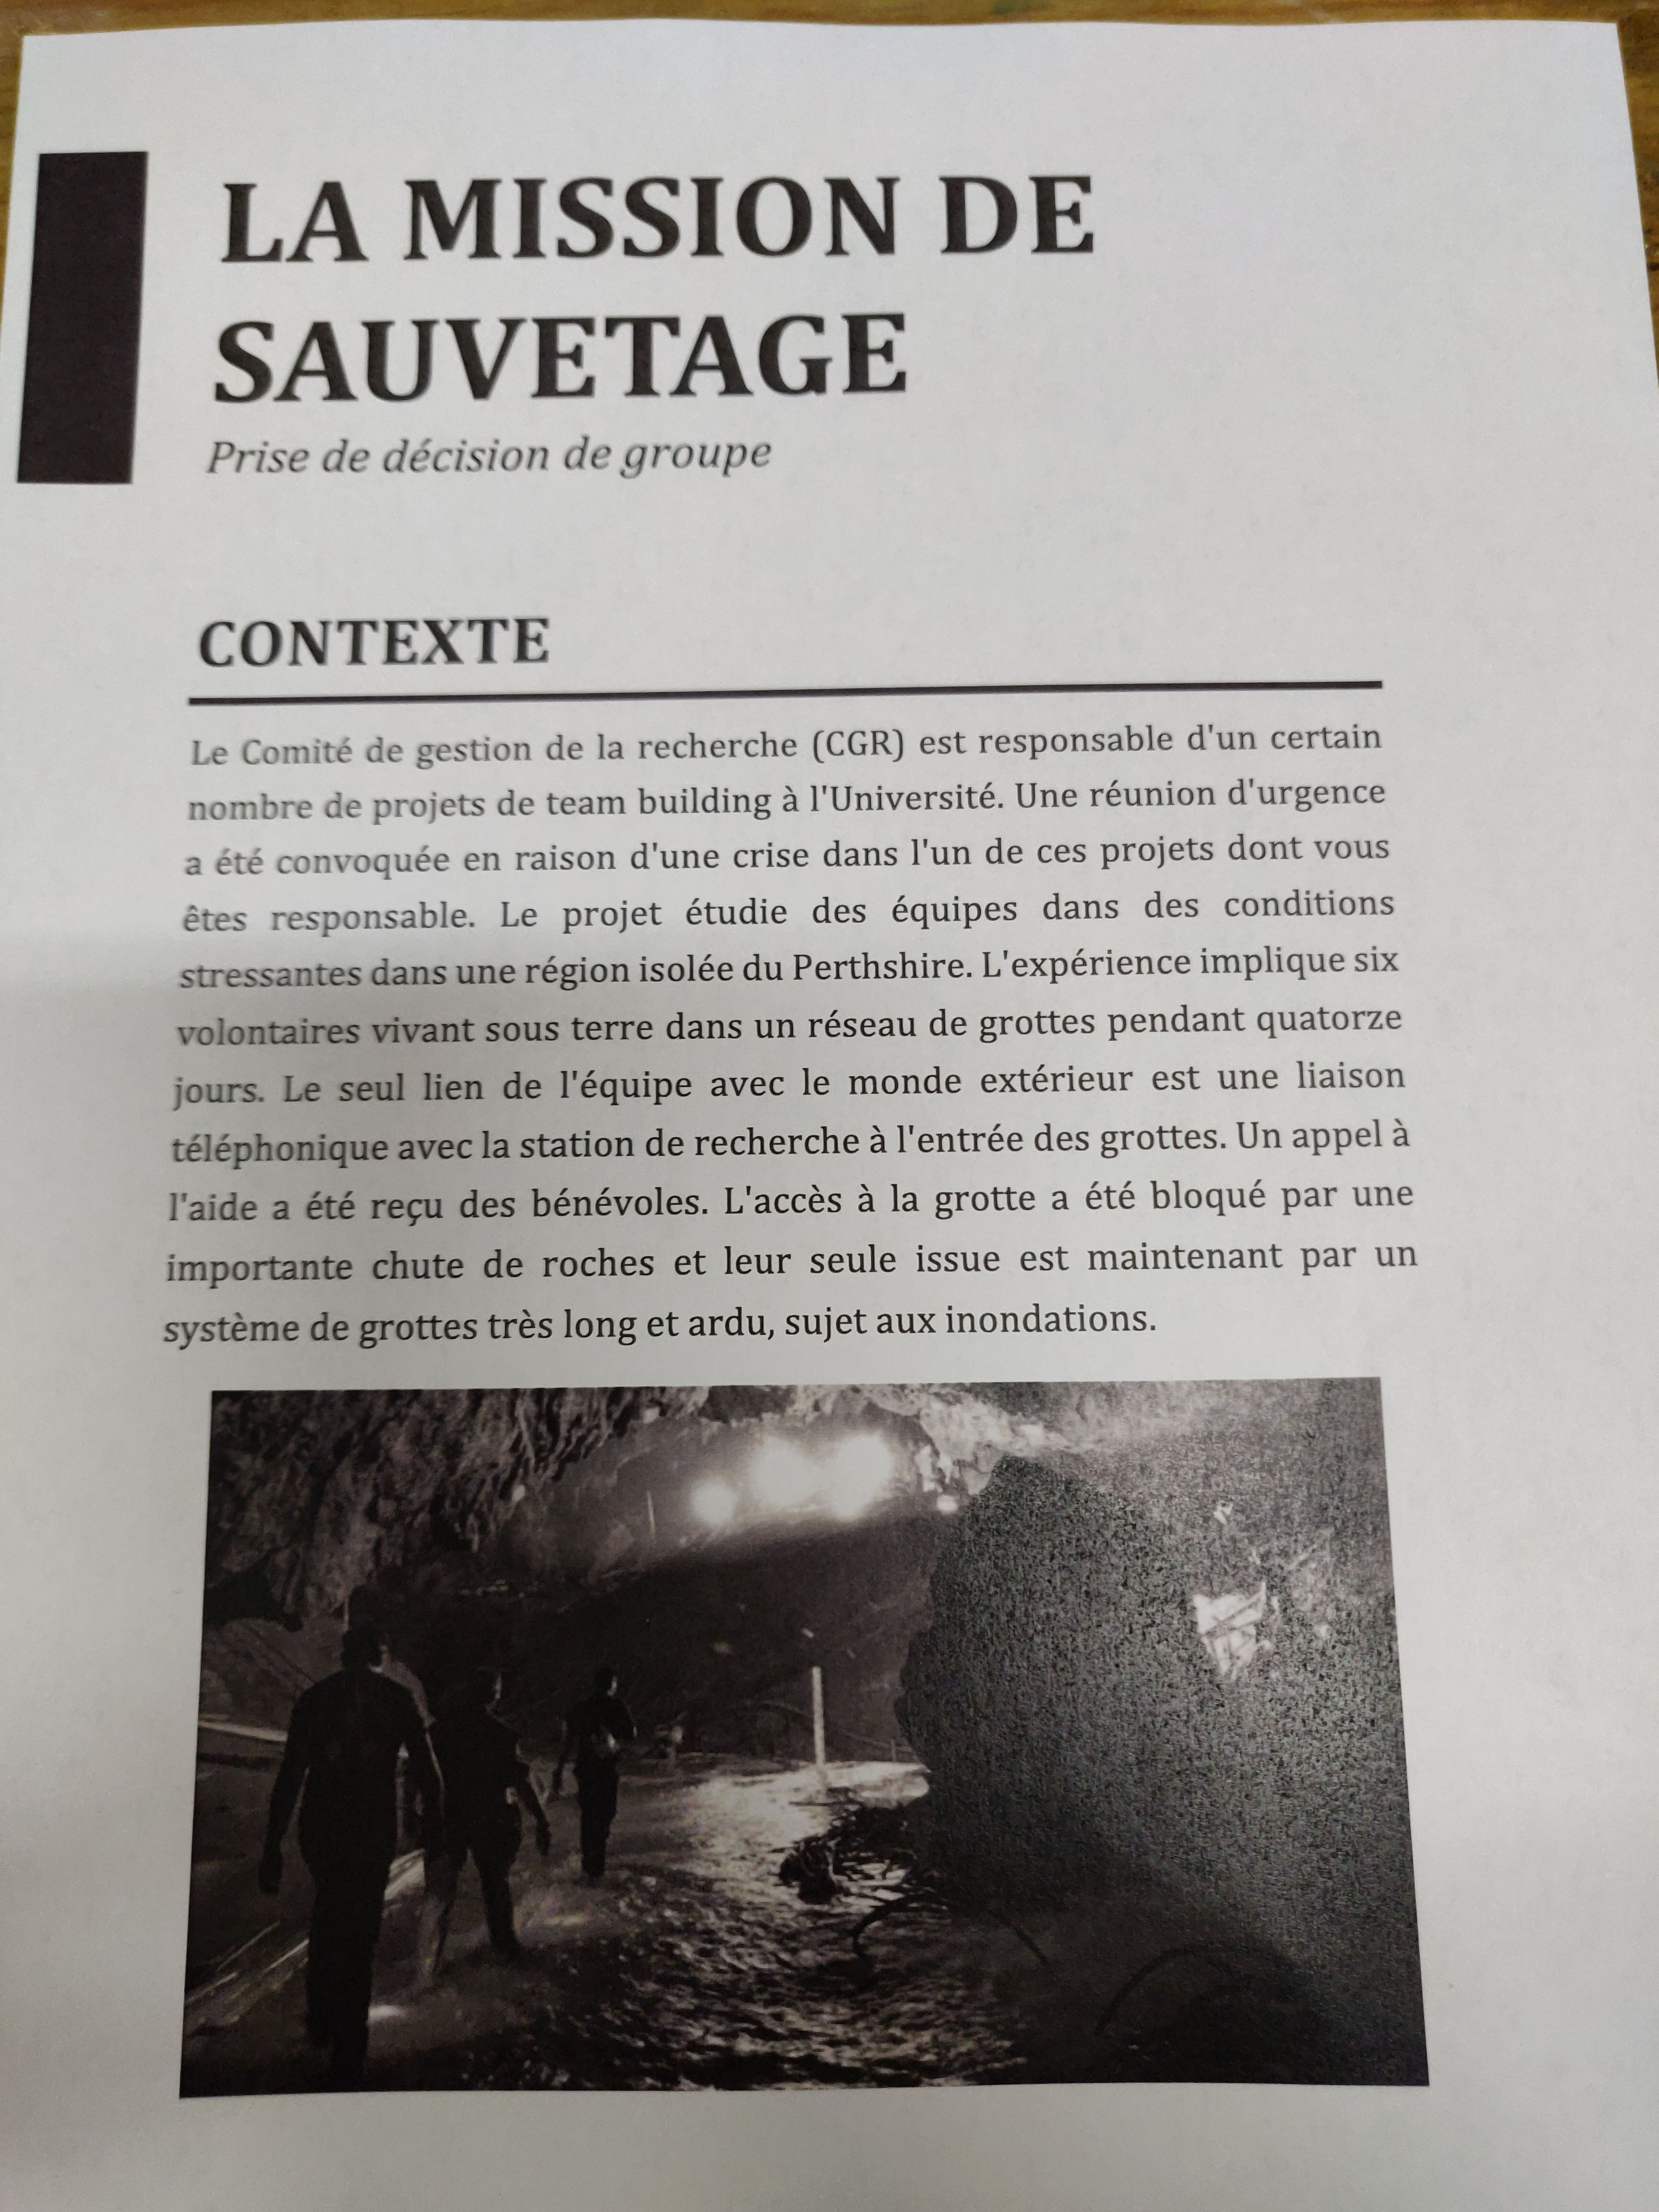 LA MISSION DE
SAUVETAGE
Prise de décision de groupe
CONTEXTE
Le Comité de gestion de la recherche (CGR) est responsable d'un certain
nombre de projets de team building à l'Université. Une réunion d'urgence
a été convoquée en raison d'une crise dans l'un de ces projets dont vous
êtes responsable. Le projet étudie des équipes dans des conditions
stressantes dans une région isolée du Perthshire. L'expérience implique six
volontaires vivant sous terre dans un réseau de grottes pendant quatorze
jours. Le seul lien de l'équipe avec le monde extérieur est une liaison
téléphonique avec la station de recherche à l'entrée des grottes. Un appel à
l'aide a été reçu des bénévoles. L'accès à la grotte a été bloqué par une
importante chute de roches et leur seule issue est maintenant par un
système de grottes très long et ardu, sujet aux inondations.